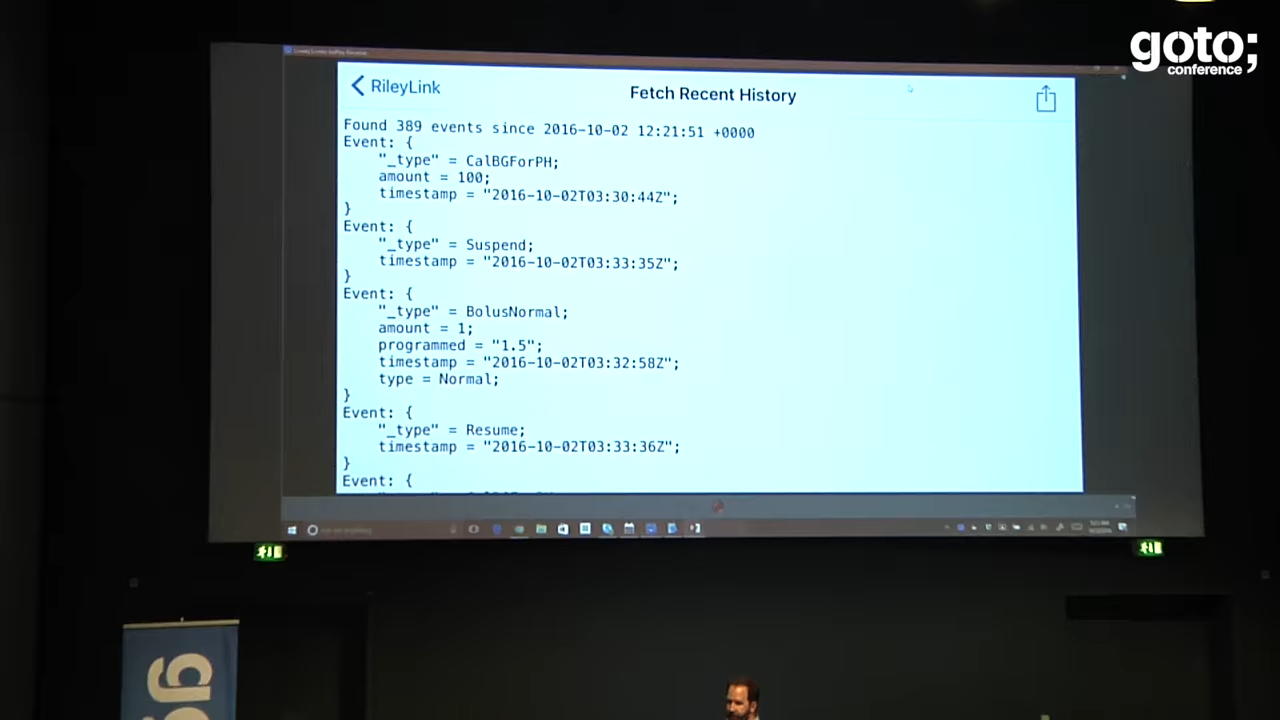 goto;
conference
RileyLink
Fetch Recent History
Found 389 events since 2016-10-02 12:21:51 +0000
Event: {
"_type" = CalBGForPH;
amount = 100;
timestamp = "2016-10-02T03:30:44Z";
}
Event: {
"_type" = Suspend;
timestamp = "2016-10-02T03:33:35Z";
}
Event: {
"_type" = BolusNormal;
amount = 1;
programmed = "1.5";
timestamp = "2016-10-02T03:32:58Z";
type = Normal;
}
Event: {
"_type" = Resume;
timestamp = "2016-10-02T03:33:36Z";
}
Event: {
go